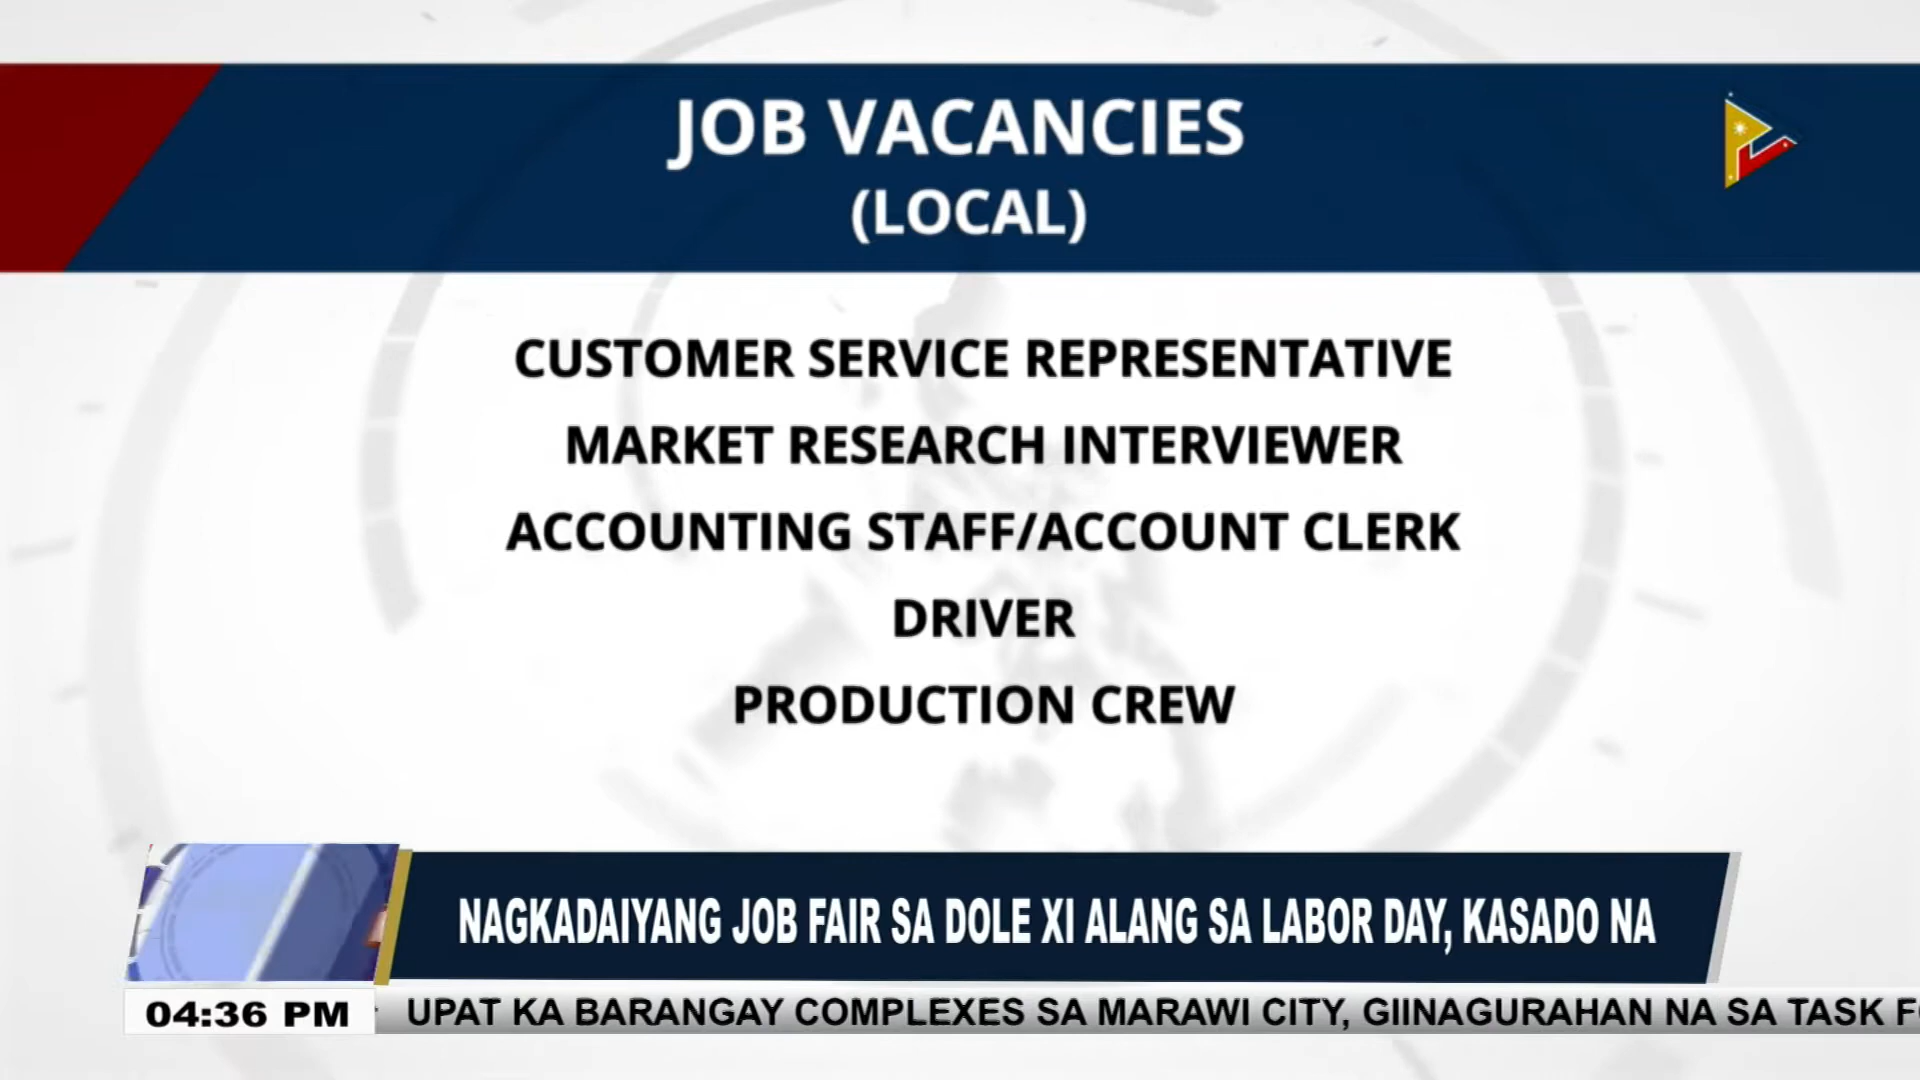 JOB VACANCIES
(LOCAL)
CUSTOMER SERVICE REPRESENTATIVE
MARKET RESEARCH INTERVIEWER
ACCOUNTING STAFF/ACCOUNT CLERK
DRIVER
PRODUCTION CREW
NAGKADAIYANG JOB FAIR SA DOLE XI ALANG SA LABOR DAY, KASADO NA
04:36 PM
UPAT KA BARANGAY COMPLEXES SA MARAWI CITY, GIINAGURAHAN NA SA TASK